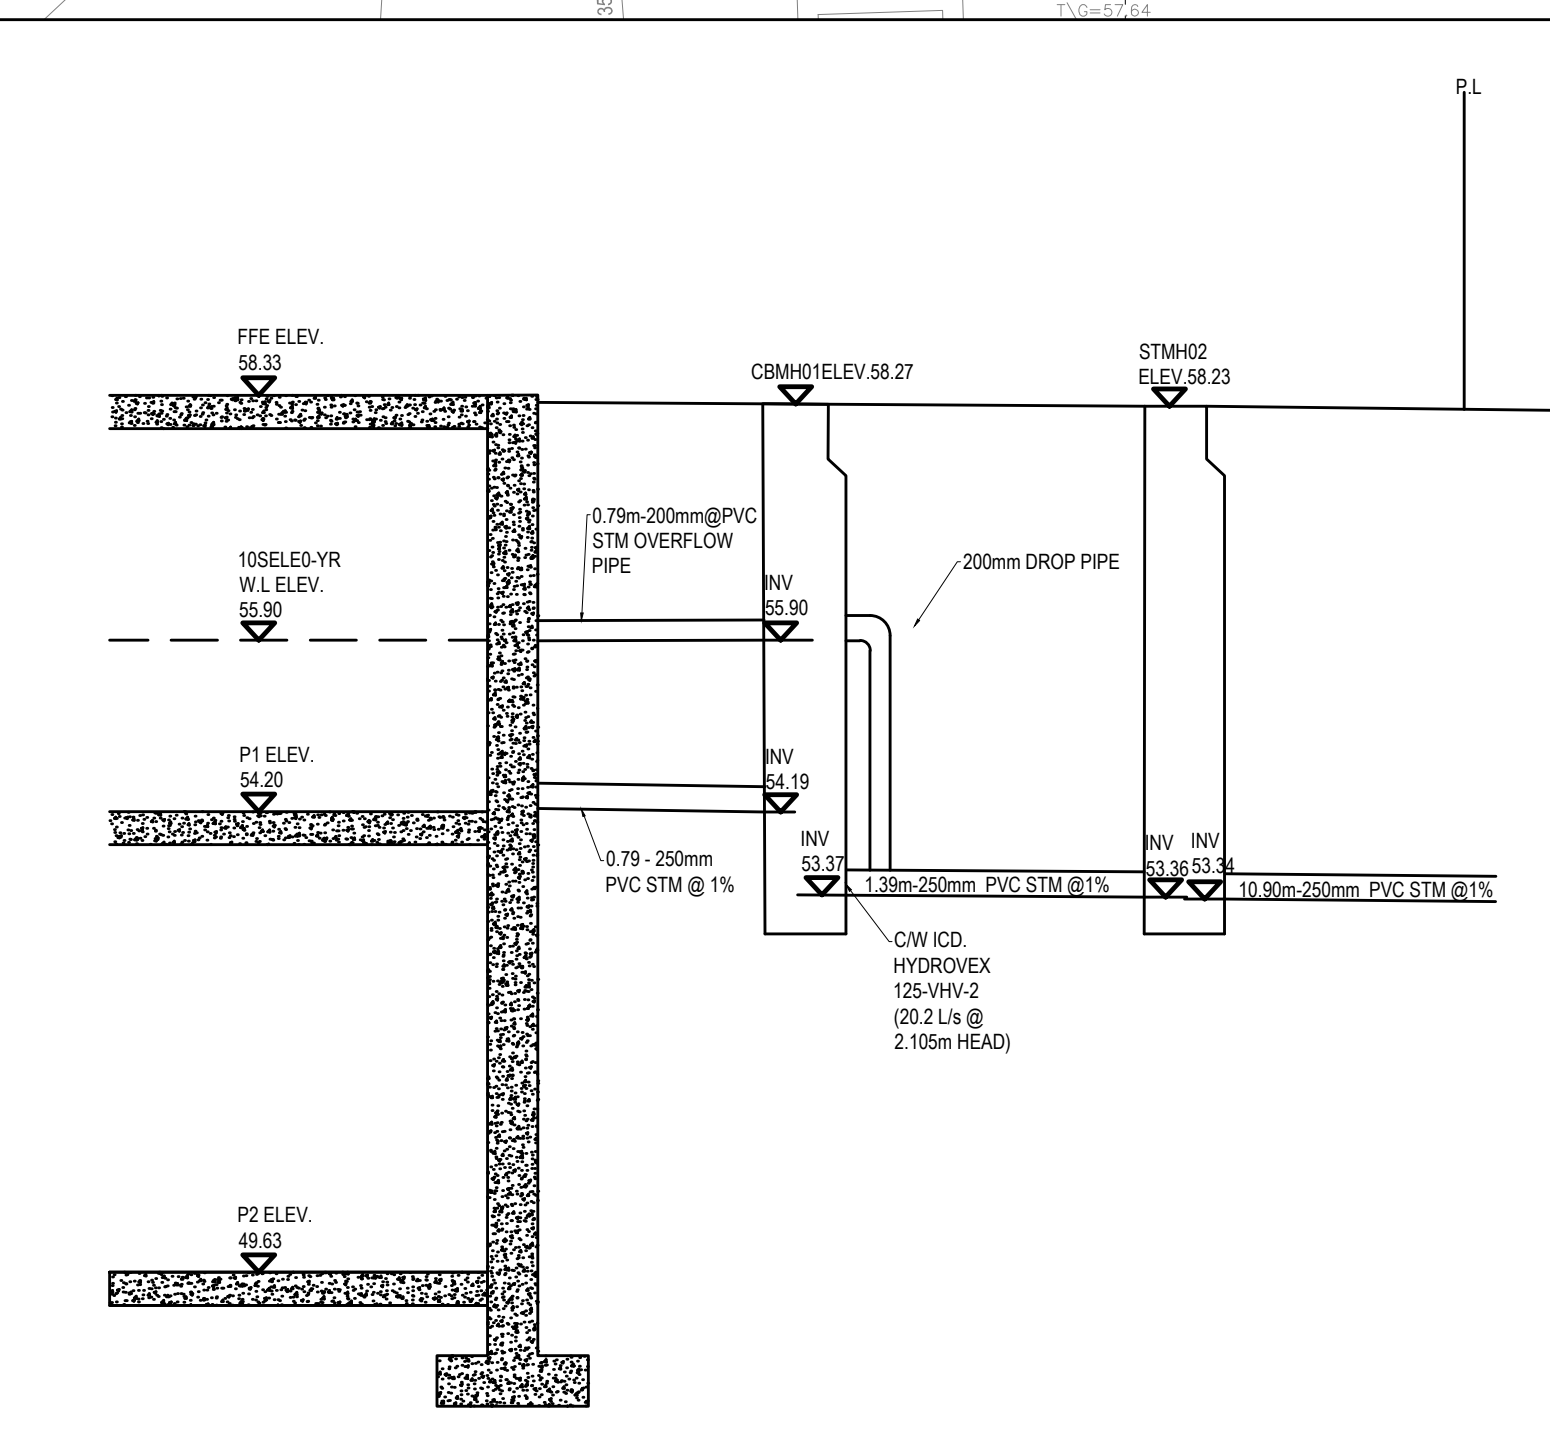 35
T\G=57.64
P.L
FFE ELEV.
58.33
CBMH01ELEV.58.27
STMH02
ELEV.58.23
0.79m-200mm@PVC
STM OVERFLOW
PIPE
10SELE0-YR
W.L ELEV.
55.90
INV
55.90
200mm DROP PIPE
P1 ELEV.
54.20
INV
54.19
INV
53.37
0.79 - 250mm
PVC STM @ 1%
1.39m-250mm PVC STM @1%
INV
53.36
INV
53.34
10.90m-250mm PVC STM @1%
C/W ICD.
HYDROVEX
125-VHV-2
(20.2 L/s @
2.105m HEAD)
P2 ELEV.
49.63